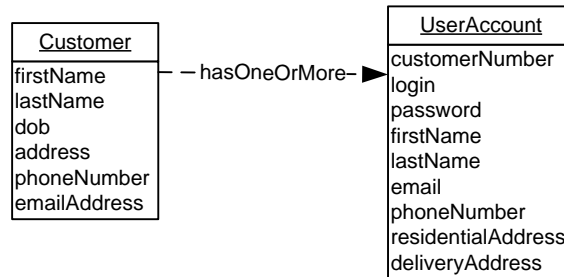 Customer
firstName
lastName
dob
address
phoneNumber
emailAddress
hasOneOrMore
UserAccount
customerNumber
login
password
firstName
lastName
email
phoneNumber
residentialAddress
deliveryAddress